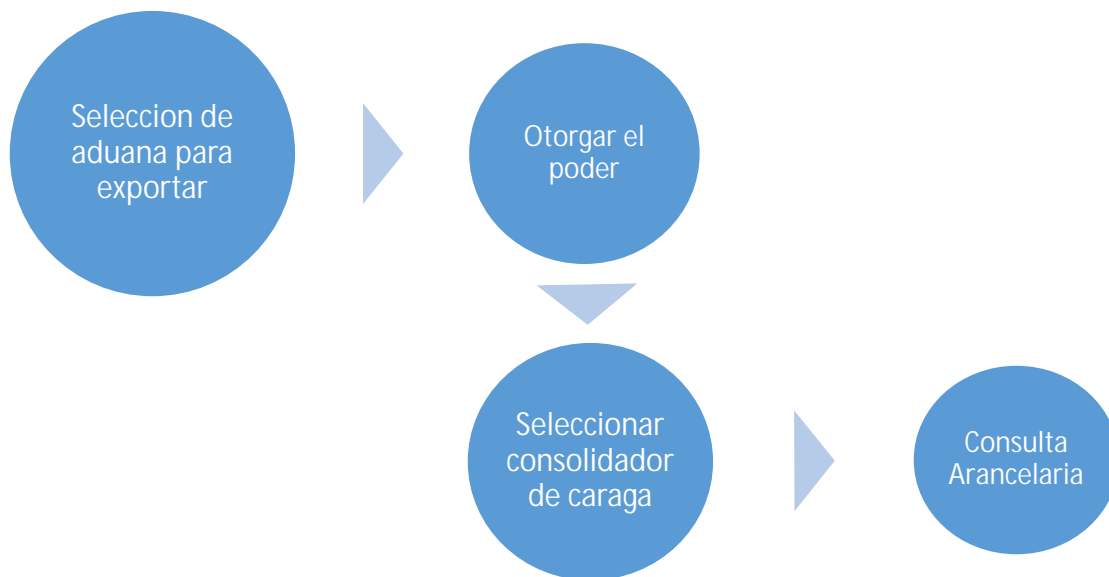 Seleccion de
aduana para
exportar
Otorgar el
poder
Seleccionar
consolidador
de caraga
Consulta
Arancelaria